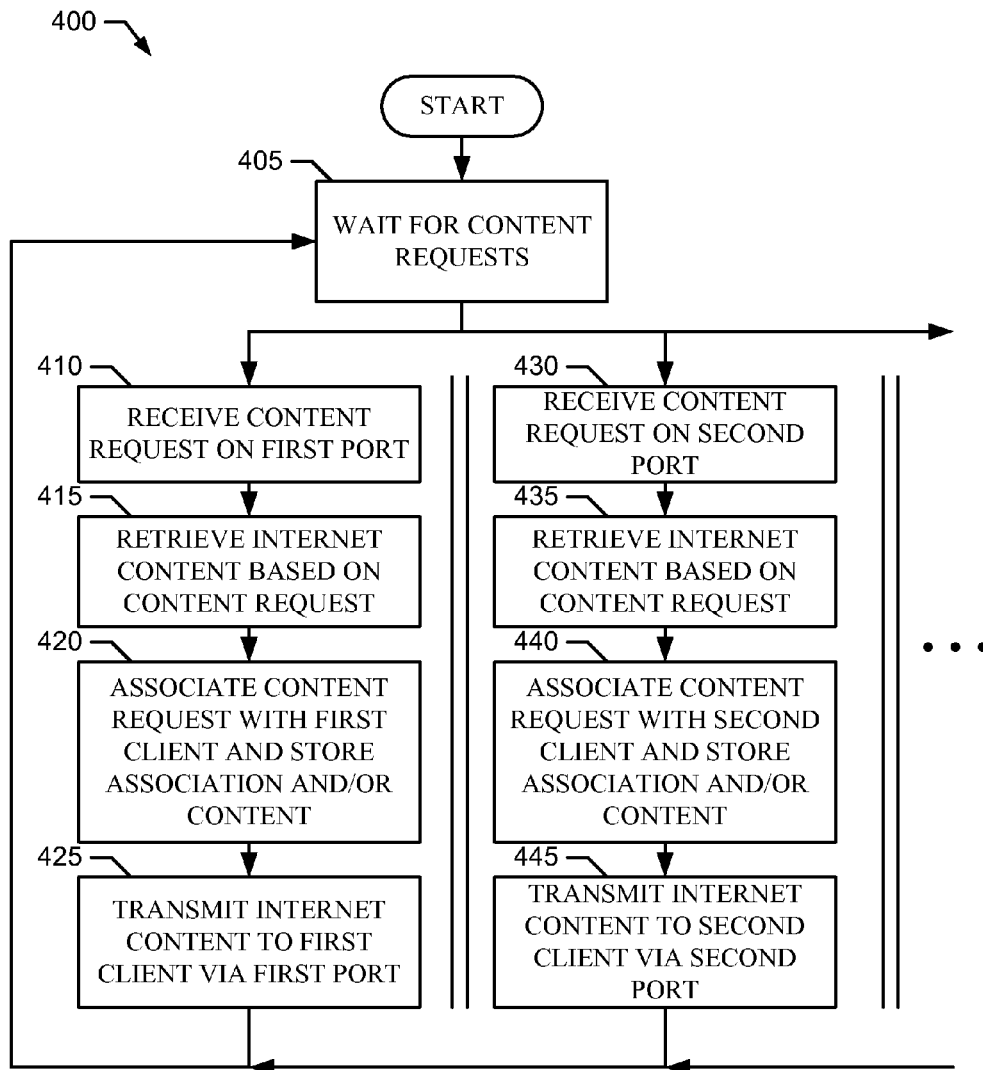 400
START
405
WAIT FOR CONTENT
REQUESTS
410
RECEIVE CONTENT
REQUEST ON FIRST PORT
415
RETRIEVE INTERNET
CONTENT BASED ON
CONTENT REQUEST
420
ASSOCIATE CONTENT
REQUEST WITH FIRST
CLIENT AND STORE
ASSOCIATION AND/OR
CONTENT
425
TRANSMIT INTERNET
CONTENT TO FIRST
CLIENT VIA FIRST PORT
430
RECEIVE CONTENT
REQUEST ON SECOND
PORT
435
RETRIEVE INTERNET
CONTENT BASED ON
CONTENT REQUEST
440
ASSOCIATE CONTENT
REQUEST WITH SECOND
CLIENT AND STORE
ASSOCIATION AND/OR
CONTENT
445
TRANSMIT INTERNET
CONTENT TO SECOND
CLIENT VIA SECOND
PORT
• • •